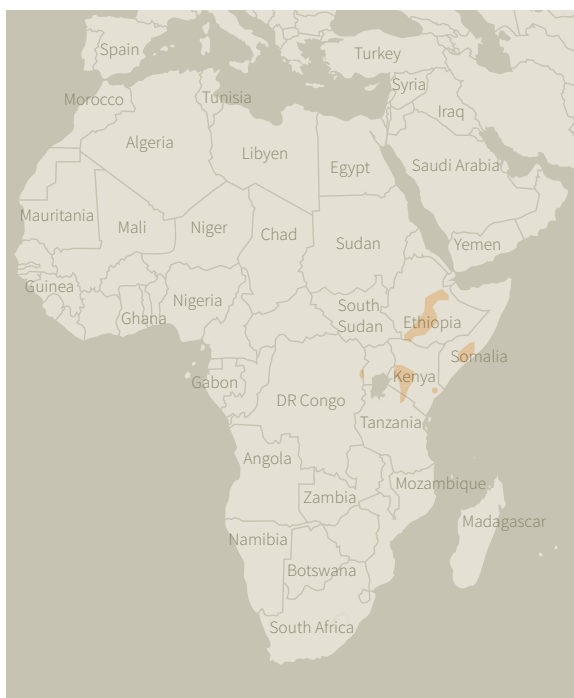 Spain
Turkey
Syria
Morocco
Tunisia
Iraq
Algeria
Libyen
Egypt
Saudi Arabia
Mauritania
Mali
Niger
Chad
Sudan
Yemen
Guinea
Nigeria
Ghana
South
Sudan
Ethiopia
Somalia
Gabon
Kenya
DR Congo
Tanzania
Angola
Mozambique
Zambia
Madagascar
Namibia
Botswana
South Africa